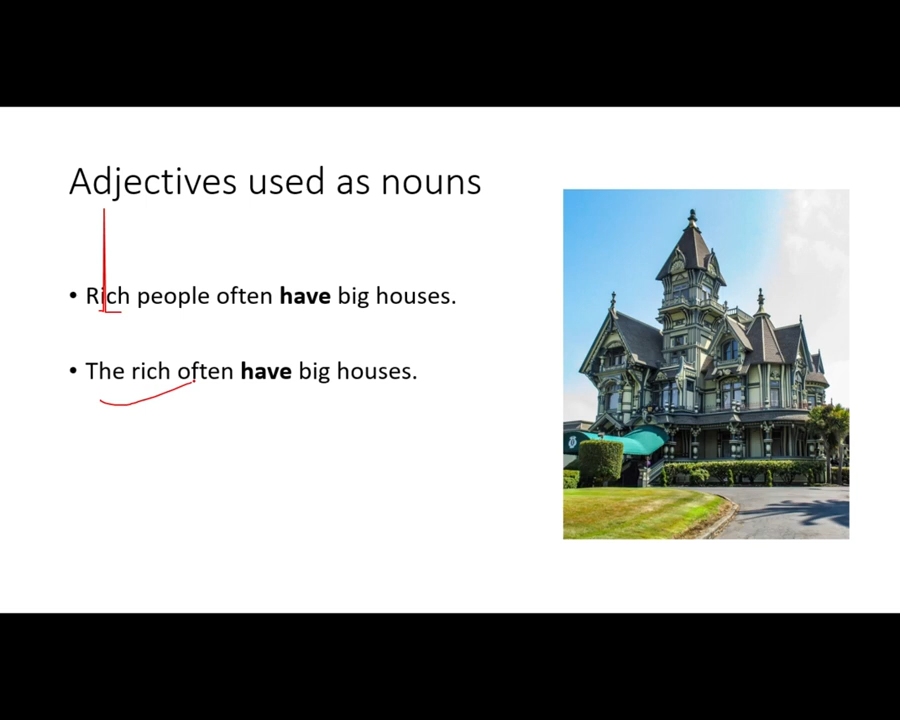 Adjectives used as nouns
• Rich people often have big houses.
• The rich often have big houses.